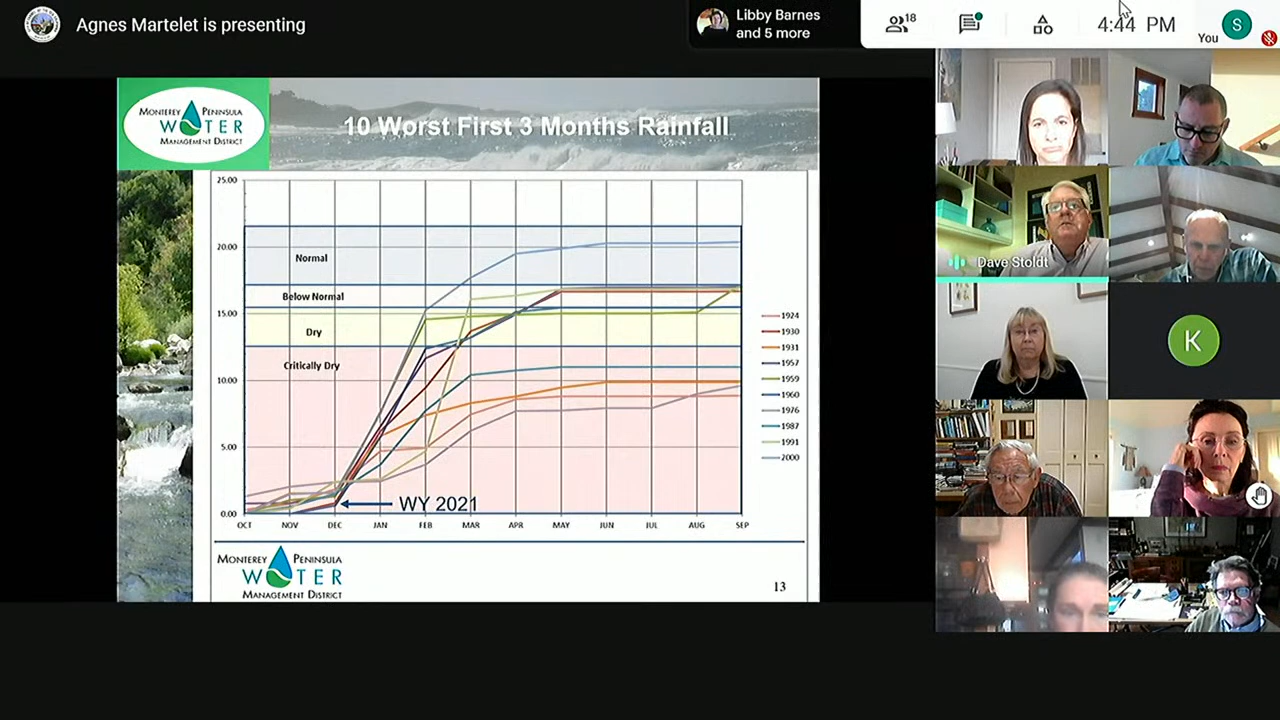 Agnes Martelet is presenting
Libby Barnes
and 5 more
18
4:44 PM
You
S
MONTEREY PENINSULA
WATER
MANAGEMENT DISTRICT
10 Worst First 3 Months Rainfall
25.00
20.00
15.00
10.00
5.00
0.00
Normal
Below Normal
Dry
Critically Dry
WY 2021
OCT NOV DEC JAN FEB MAR APR MAY JUN JUL AUG SEP
1924
1930
1931
1957
1959
1960
1976
1987
1991
2000
MONTEREY PENINSULA
WATER
MANAGEMENT DISTRICT
13
Dave Stoldt
K